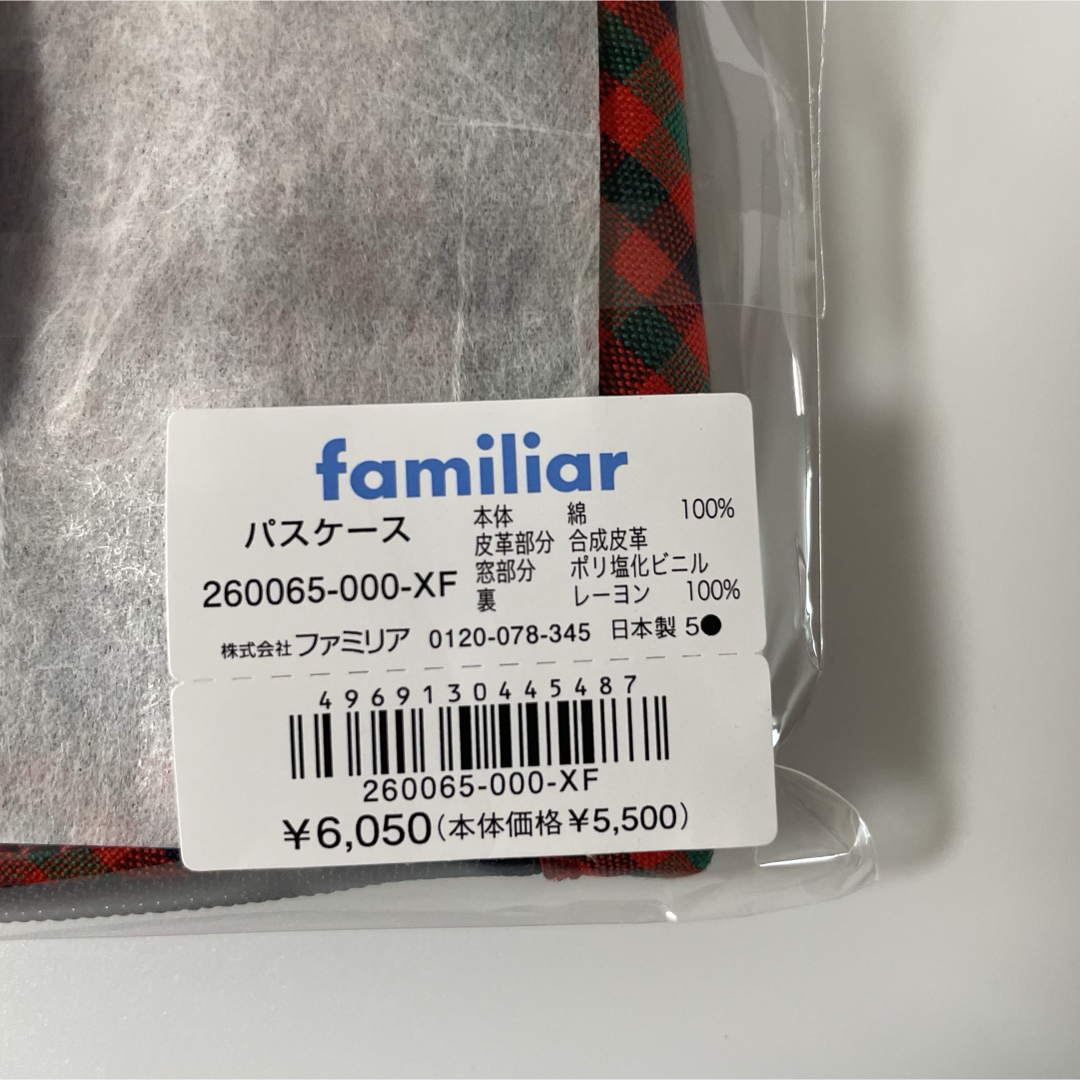 familiar
パスケース
260065-000-XF
本体 綿 100%
皮革部分 合成皮革
窓部分 ポリ塩化ビニル
裏 レーヨン 100%
株式会社ファミリア 0120-078-345 日本製 5●
4969130445487
260065-000-XF
¥6,050(本体価格¥5,500)